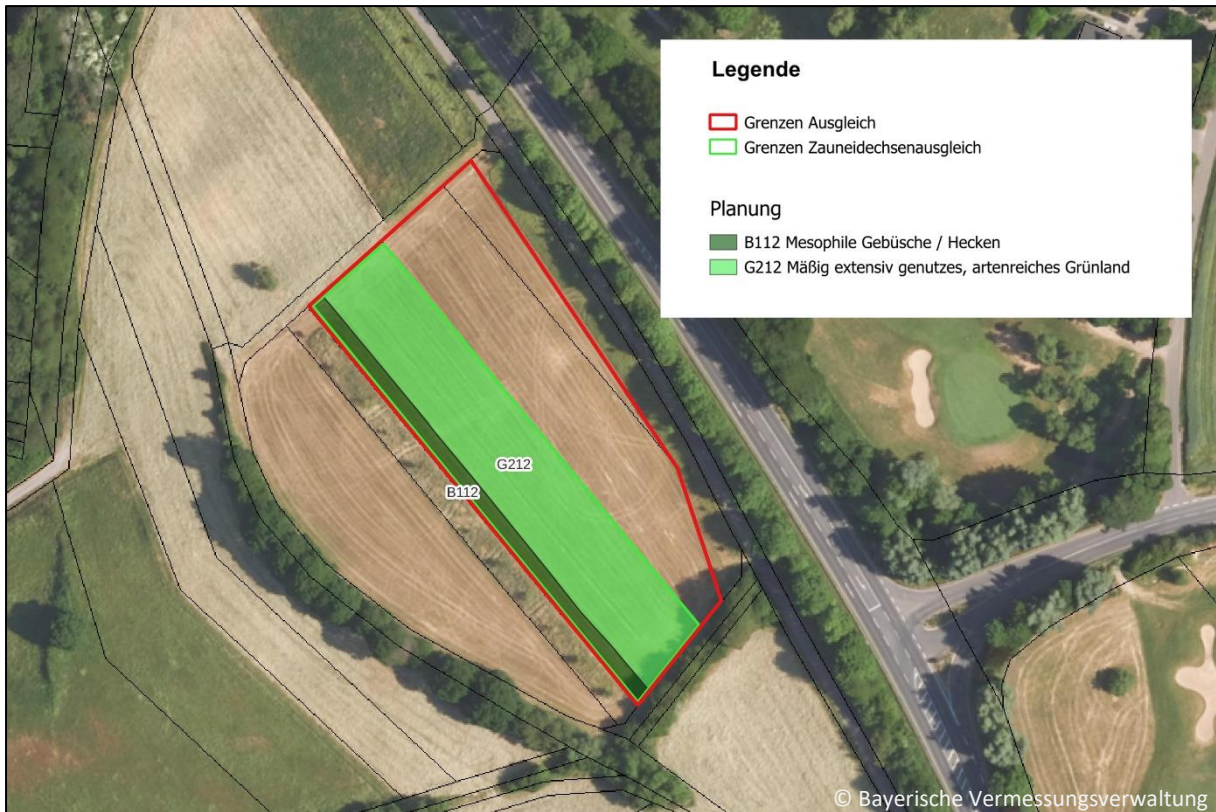 Legende
Grenzen Ausgleich
Grenzen Zauneidechsenausgleich
Planung
B112 Mesophile Gebüsche / Hecken
G212 Mäßig extensiv genutzes, artenreiches Grünland
G212
B112
© Bayerische Vermessungsverwaltung